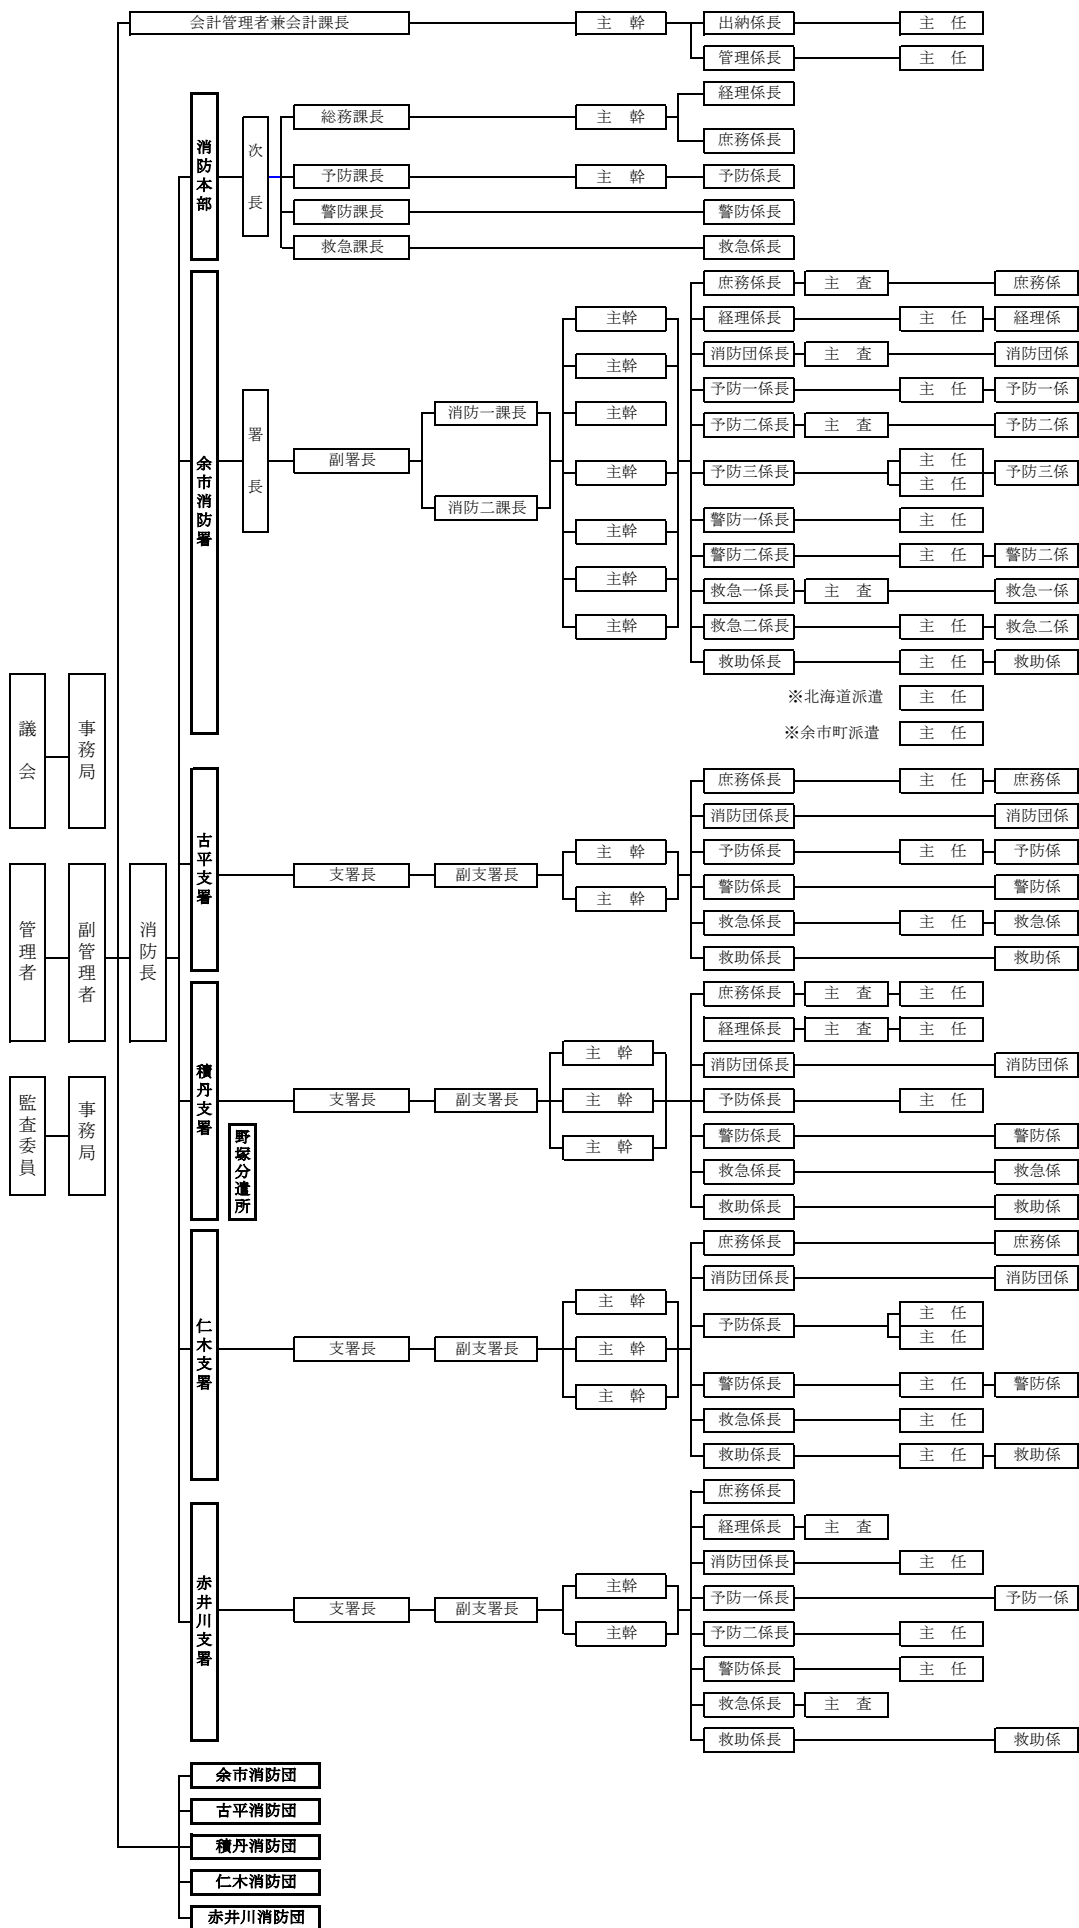 会計管理者兼会計課長 主　幹 出納係長 主　任
管理係長 主　任
消防本部
次長
総務課長 主　幹 経理係長
庶務係長
予防課長 主　幹 予防係長
警防課長 警防係長
救急課長 救急係長
余市消防署
署長
副署長
消防一課長
消防二課長
主幹
主幹
主幹
主幹
主幹
主幹
主幹
庶務係長 主　査 庶務係
経理係長 主　任 経理係
消防団係長 主　査 消防団係
予防一係長 主　任 予防一係
予防二係長 主　査 予防二係
予防三係長 主　任 主　任 予防三係
警防一係長 主　任
警防二係長 主　任 警防二係
救急一係長 主　査 救急一係
救急二係長 主　任 救急二係
救助係長 主　任 救助係
※北海道派遣 主　任
※余市町派遣 主　任
議会 事務局
管理者 副管理者 消防長
監査委員 事務局
古平支署
支署長 副支署長
主　幹
主　幹
庶務係長 主　任 庶務係
消防団係長 消防団係
予防係長 主　任 予防係
警防係長 警防係
救急係長 主　任 救急係
救助係長 救助係
積丹支署
野塚分遣所
支署長 副支署長
主　幹
主　幹
主　幹
庶務係長 主　査 主　任
経理係長 主　査 主　任
消防団係長 消防団係
予防係長 主　任
警防係長 警防係
救急係長 救急係
救助係長 救助係
仁木支署
支署長 副支署長
主　幹
主　幹
主　幹
庶務係長 庶務係
消防団係長 消防団係
予防係長 主　任 主　任
警防係長 主　任 警防係
救急係長 主　任
救助係長 主　任 救助係
赤井川支署
支署長 副支署長
主幹
主幹
庶務係長
経理係長 主　査
消防団係長 主　任
予防一係長 予防一係
予防二係長 主　任
警防係長 主　任
救急係長 主　査
救助係長 救助係
余市消防団
古平消防団
積丹消防団
仁木消防団
赤井川消防団